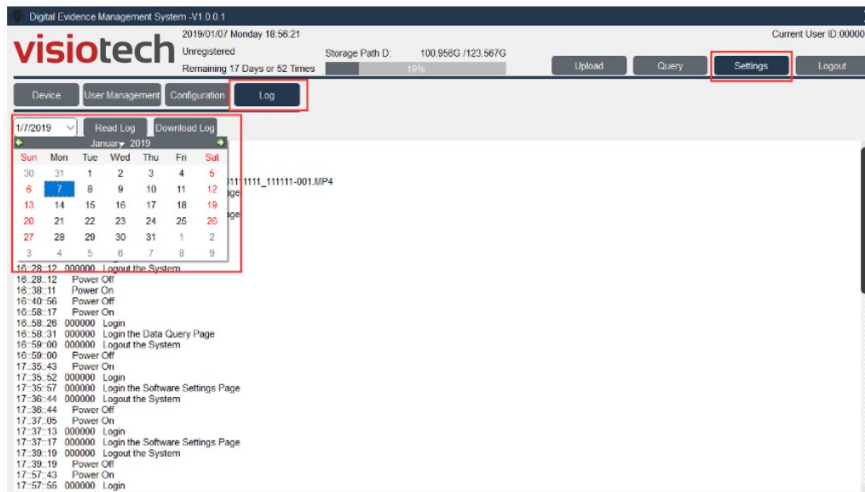 Digital Evidence Management System -V1.0.0.1
visiotech
2019/01/07 Monday 18:56:21
Current User ID:00000
Unregistered
Storage Path D: 100.956G /123.567G
Remaining 17 Days or 52 Times
19%
Upload Query Settings Logout
Device User Management Configuration Log
1/7/2019 Read Log Download Log
January 2019
Sun Mon Tue Wed Thu Fri Sat
30 31 1 2 3 4 5
6 7 8 9 10 11 12
13 14 15 16 17 18 19
20 21 22 23 24 25 26
27 28 29 30 31 1 2
3 4 5 6 7 8 9
_111111-001.MP4
16:28:12 000000 Logout the System
16:28:12 Power Off
16:38:11 Power On
16:40:56 Power Off
16:58:17 Power On
16:58:26 000000 Login
16:58:31 000000 Login the Data Query Page
16:59:00 000000 Logout the System
16:59:00 Power Off
17:35:43 Power On
17:35:52 000000 Login
17:35:57 000000 Login the Software Settings Page
17:36:44 000000 Logout the System
17:36:44 Power Off
17:37:05 Power On
17:37:13 000000 Login
17:37:17 000000 Login the Software Settings Page
17:39:19 000000 Logout the System
17:39:19 Power Off
17:57:43 Power On
17:57:55 000000 Login